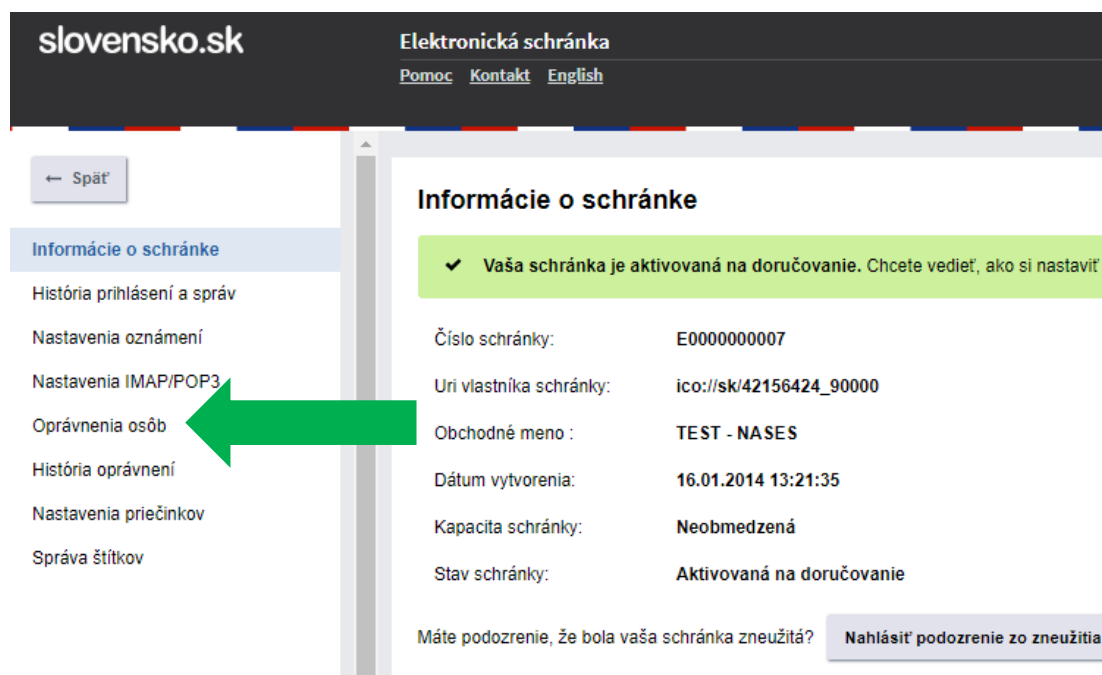 slovensko.sk
Elektronická schránka
Pomoc Kontakt English
← Späť
Informácie o schránke
História prihlásení a správ
Nastavenia oznámení
Nastavenia IMAP/POP3
Oprávnenia osôb
História oprávnení
Nastavenia priečinkov
Správa štítkov
Informácie o schránke
✔ Vaša schránka je aktivovaná na doručovanie. Chcete vedieť, ako si nastaviť
Číslo schránky: E0000000007
Uri vlastníka schránky: ico://sk/42156424_90000
Obchodné meno : TEST - NASES
Dátum vytvorenia: 16.01.2014 13:21:35
Kapacita schránky: Neobmedzená
Stav schránky: Aktivovaná na doručovanie
Máte podozrenie, že bola vaša schránka zneužitá? Nahlásiť podozrenie zo zneužitia